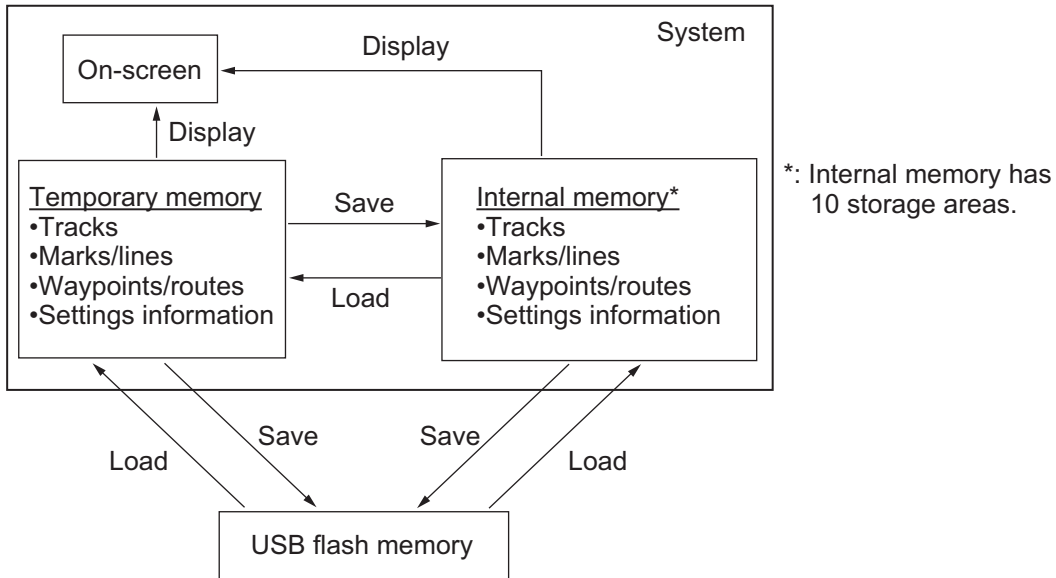 System
On-screen
Display
Display
Temporary memory
•Tracks
•Marks/lines
•Waypoints/routes
•Settings information
Save
Load
Internal memory*
•Tracks
•Marks/lines
•Waypoints/routes
•Settings information
*: Internal memory has
10 storage areas.
Load
Save
Save
Load
USB flash memory